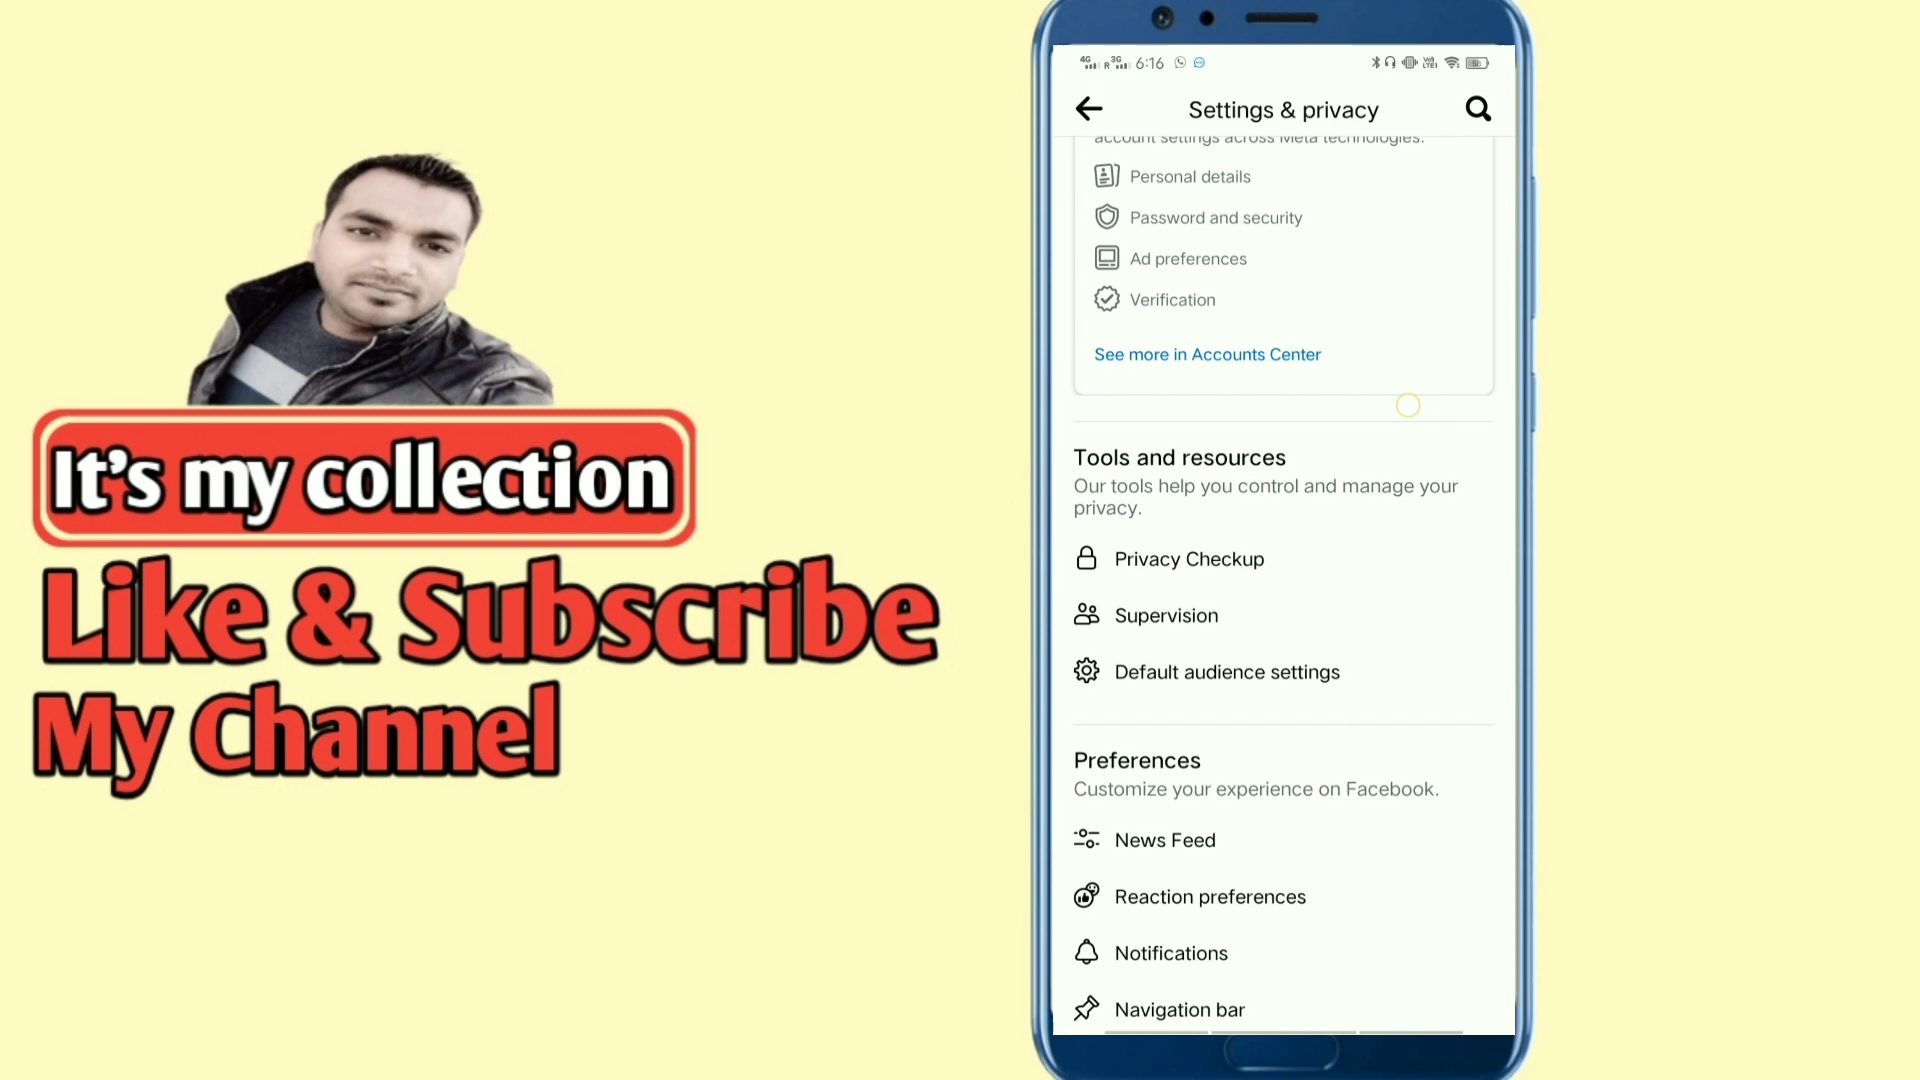 It's my collection
Like & Subscribe
My Channel
4G R 3G 6:16
Settings & privacy
account settings across Meta technologies.
Personal details
Password and security
Ad preferences
Verification
See more in Accounts Center
Tools and resources
Our tools help you control and manage your
privacy.
Privacy Checkup
Supervision
Default audience settings
Preferences
Customize your experience on Facebook.
News Feed
Reaction preferences
Notifications
Navigation bar